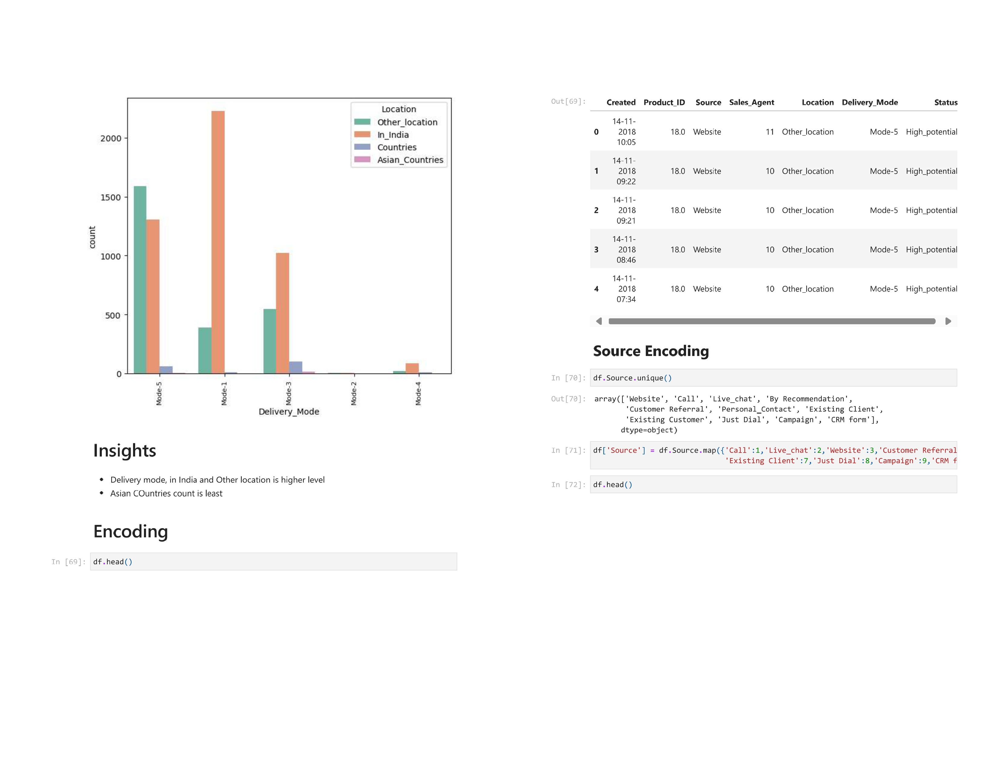 Location
Other_location
In_India
Countries
Asian_Countries
2000
1500
1000
500
0
count
Mode-5
Mode-1
Mode-3
Mode-2
Mode-4
Delivery_Mode
Insights
Delivery mode, in India and Other location is higher level
Asian COuntries count is least
Encoding
In [69]: df.head()
Out[69]: Created Product_ID Source Sales_Agent Location Delivery_Mode Status
14-11-
0 2018 18.0 Website 11 Other_location Mode-5 High_potential
10:05
14-11-
1 2018 18.0 Website 10 Other_location Mode-5 High_potential
09:22
14-11-
2 2018 18.0 Website 10 Other_location Mode-5 High_potential
09:21
14-11-
3 2018 18.0 Website 10 Other_location Mode-5 High_potential
08:46
14-11-
4 2018 18.0 Website 10 Other_location Mode-5 High_potential
07:34
Source Encoding
In [70]: df.Source.unique()
Out[70]: array(['Website', 'Call', 'Live_chat', 'By Recommendation',
'Customer Referral', 'Personal_Contact', 'Existing Client',
'Existing Customer', 'Just Dial', 'Campaign', 'CRM form'],
dtype=object)
In [71]: df['Source'] = df.Source.map({'Call':1,'Live_chat':2,'Website':3,'Customer Referral
'Existing Client':7,'Just Dial':8,'Campaign':9,'CRM f
In [72]: df.head()